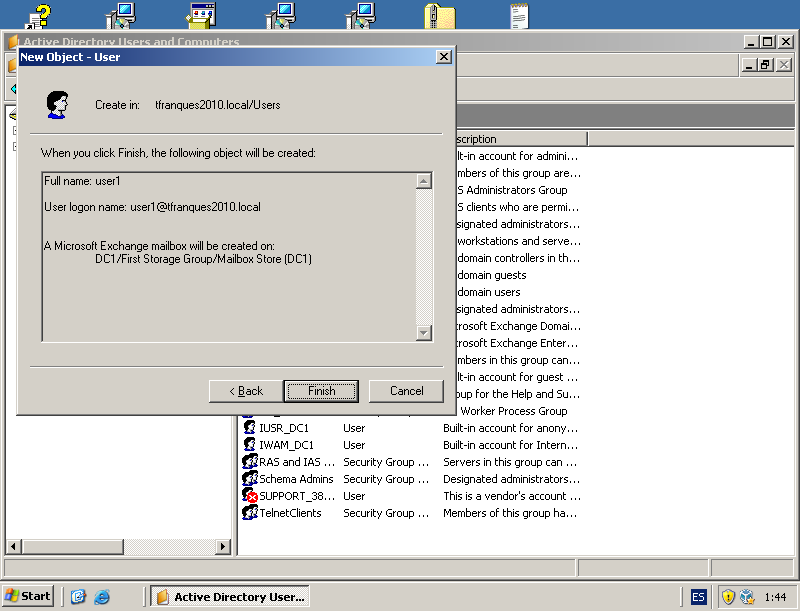 Active Directory Users and Computers
New Object - User
Create in: tfranques2010.local/Users
When you click Finish, the following object will be created:
Full name: user1
User logon name: user1@tfranques2010.local
A Microsoft Exchange mailbox will be created on:
DC1/First Storage Group/Mailbox Store (DC1)
< Back
Finish
Cancel
scription
lt-in account for admini...
mbers of this group are...
S Administrators Group
S clients who are permi...
signated administrators...
workstations and serve...
domain controllers in th...
domain guests
domain users
signated administrators...
rosoft Exchange Domai...
rosoft Exchange Enter...
mbers in this group can...
lt-in account for guest ...
oup for the Help and Su...
Worker Process Group
IUSR_DC1 User Built-in account for anony...
IWAM_DC1 User Built-in account for Intern...
RAS and IAS ... Security Group ... Servers in this group can ...
Schema Admins Security Group ... Designated administrators...
SUPPORT_38... User This is a vendor's account ...
TelnetClients Security Group ... Members of this group ha...
Start
Active Directory User...
ES
1:44